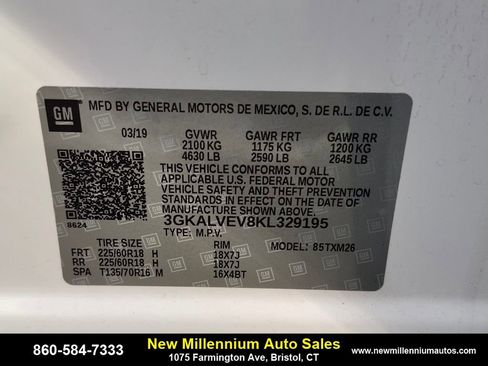 GM MFD BY GENERAL MOTORS DE MEXICO, S. DE R.L. DE C.V.
03/19 GVWR GAWR FRT GAWR RR
2100 KG 1175 KG 1200 KG
4630 LB 2590 LB 2645 LB
THIS VEHICLE CONFORMS TO ALL
APPLICABLE U.S. FEDERAL MOTOR
VEHICLE SAFETY AND THEFT PREVENTION
STANDARDS IN EFFECT ON THE DATE OF
MANUFACTURE SHOWN ABOVE.
3GKALVEV8KL329195
8624 TYPE: M.P.V. MODEL: 85TXM26
TIRE SIZE RIM
FRT 225/60R18 H 18X7J
RR 225/60R18 H 18X7J
SPA T135/70R16 M 16X4BT
860-584-7333
New Millennium Auto Sales
1075 Farmington Ave, Bristol, CT
www.newmillenniumautos.com